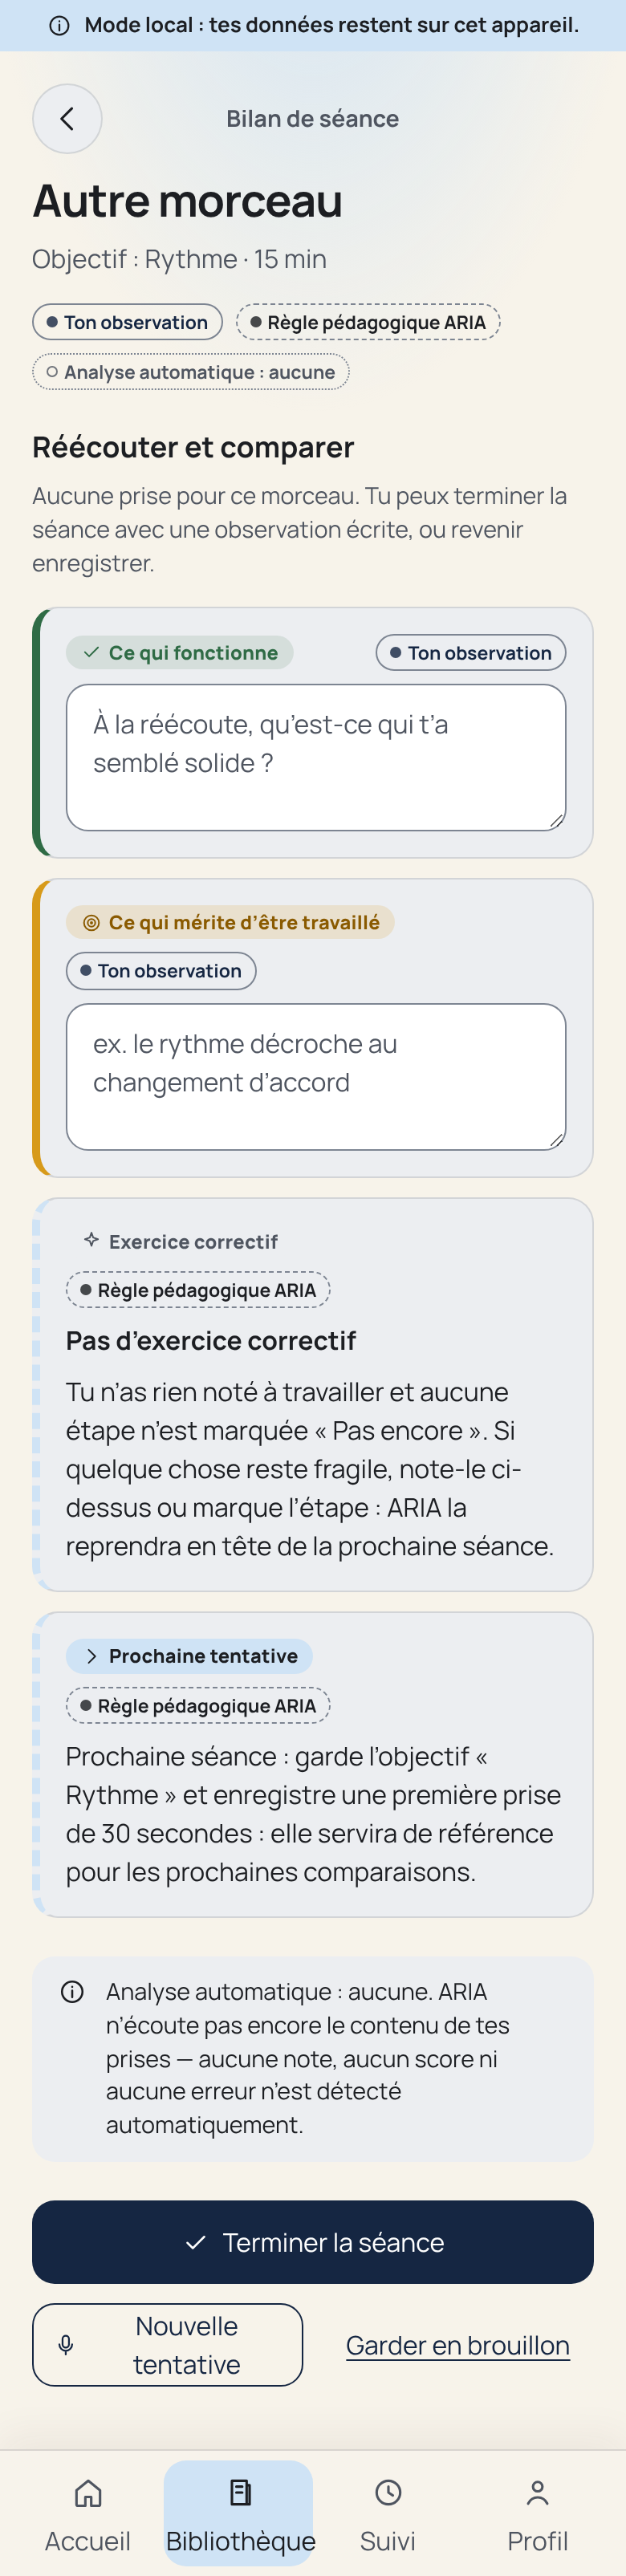 Mode local : tes données restent sur cet appareil.
Bilan de séance
Autre morceau
Objectif : Rythme · 15 min
Ton observation
Règle pédagogique ARIA
Analyse automatique : aucune
Réécouter et comparer
Aucune prise pour ce morceau. Tu peux terminer la
séance avec une observation écrite, ou revenir
enregistrer.
Ce qui fonctionne
Ton observation
À la réécoute, qu’est-ce qui t’a
semblé solide ?
Ce qui mérite d’être travaillé
Ton observation
ex. le rythme décroche au
changement d’accord
Exercice correctif
Règle pédagogique ARIA
Pas d’exercice correctif
Tu n’as rien noté à travailler et aucune
étape n’est marquée « Pas encore ». Si
quelque chose reste fragile, note-le ci-
dessus ou marque l’étape : ARIA la
reprendra en tête de la prochaine séance.
Prochaine tentative
Règle pédagogique ARIA
Prochaine séance : garde l’objectif «
Rythme » et enregistre une première prise
de 30 secondes : elle servira de référence
pour les prochaines comparaisons.
Analyse automatique : aucune. ARIA
n’écoute pas encore le contenu de tes
prises — aucune note, aucun score ni
aucune erreur n’est détecté
automatiquement.
Terminer la séance
Nouvelle
tentative
Garder en brouillon
Accueil
Bibliothèque
Suivi
Profil